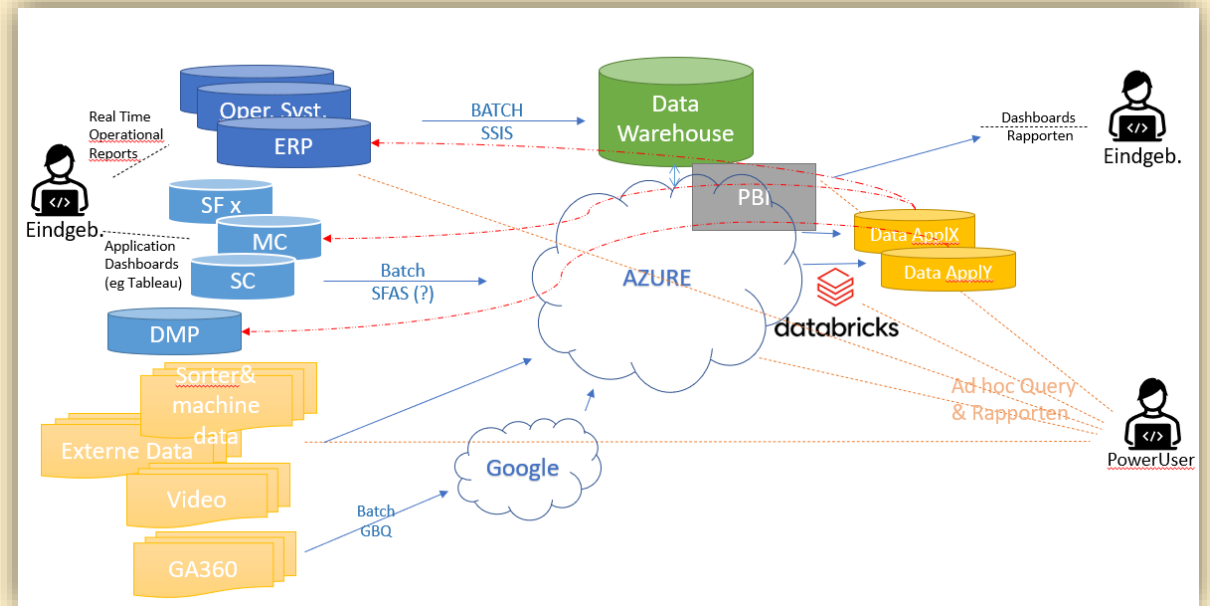 Oper. Syst.
ERP
Real Time
Operational
Reports
Eindgeb.
SF x
MC
SC
Application
Dashboards
(eg Tableau)
DMP
Sorter&
machine
data
Externe Data
Video
GA360
BATCH
SSIS
Batch
SFAS (?)
Batch
GBQ
Google
Data
Warehouse
PBI
AZURE
databricks
Data ApplX
Data ApplY
Dashboards
Rapporten
Eindgeb.
Ad hoc Query
& Rapporten
PowerUser